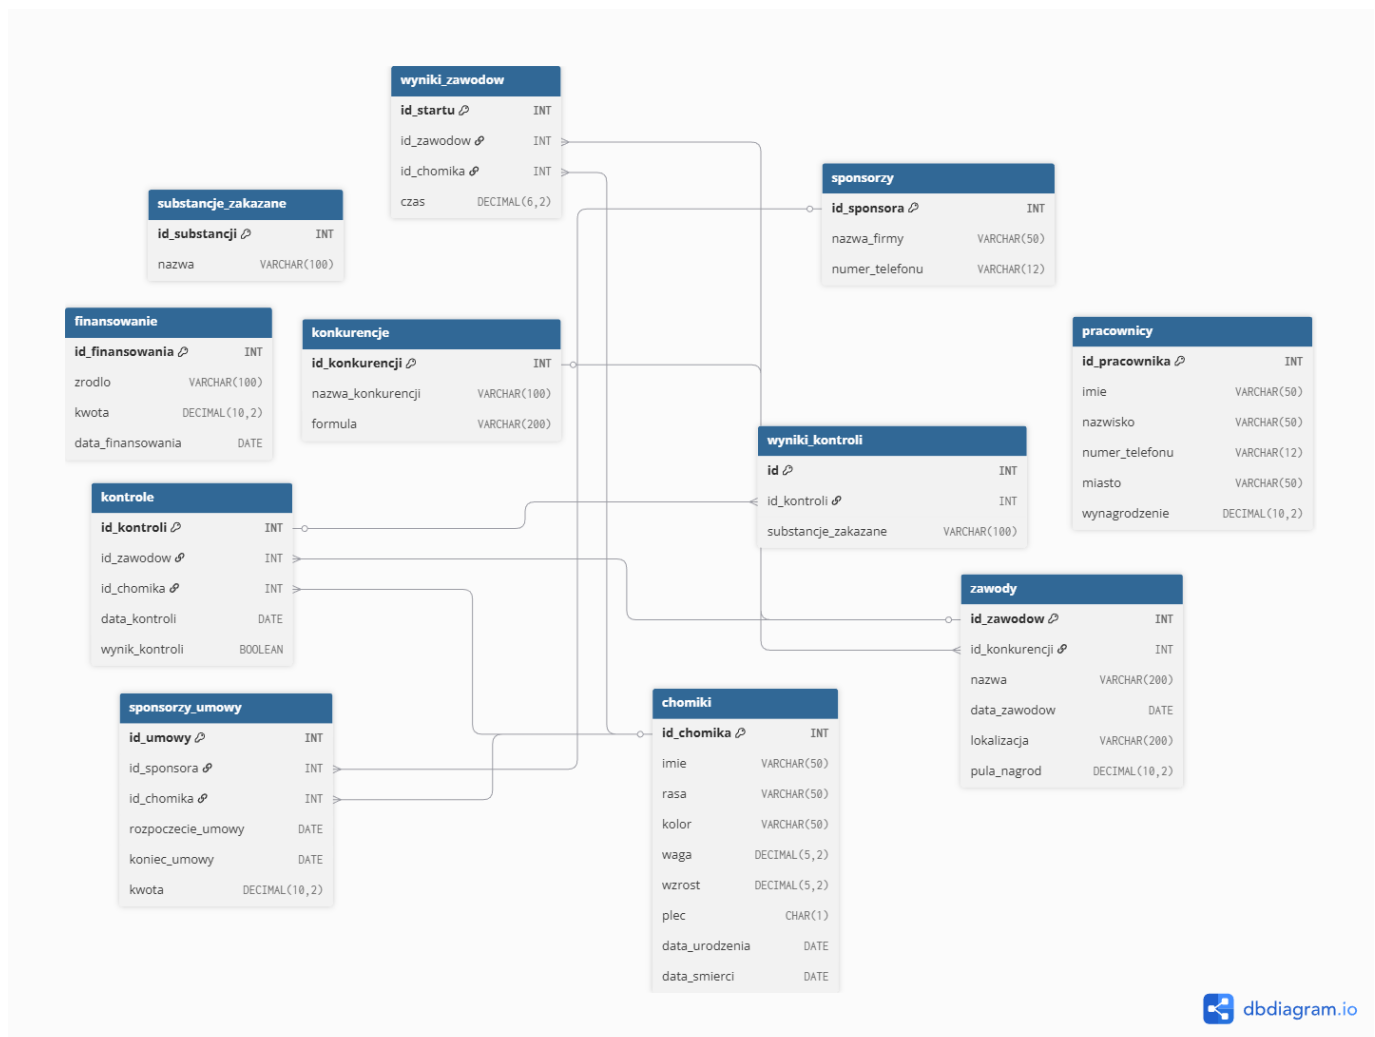 wyniki_zawodow
id_startu INT
id_zawodow INT
id_chomika INT
czas DECIMAL(6,2)
sponsorzy
id_sponsora INT
nazwa_firmy VARCHAR(50)
numer_telefonu VARCHAR(12)
substancje_zakazane
id_substancji INT
nazwa VARCHAR(100)
finansowanie
id_finansowania INT
zrodlo VARCHAR(100)
kwota DECIMAL(10,2)
data_finansowania DATE
konkurencje
id_konkurencji INT
nazwa_konkurencji VARCHAR(100)
formula VARCHAR(200)
pracownicy
id_pracownika INT
imie VARCHAR(50)
nazwisko VARCHAR(50)
numer_telefonu VARCHAR(12)
miasto VARCHAR(50)
wynagrodzenie DECIMAL(10,2)
wyniki_kontroli
id INT
id_kontroli INT
substancje_zakazane VARCHAR(100)
kontrole
id_kontroli INT
id_zawodow INT
id_chomika INT
data_kontroli DATE
wynik_kontroli BOOLEAN
zawody
id_zawodow INT
id_konkurencji INT
nazwa VARCHAR(200)
data_zawodow DATE
lokalizacja VARCHAR(200)
pula_nagrod DECIMAL(10,2)
sponsorzy_umowy
id_umowy INT
id_sponsora INT
id_chomika INT
rozpoczecie_umowy DATE
koniec_umowy DATE
kwota DECIMAL(10,2)
chomiki
id_chomika INT
imie VARCHAR(50)
rasa VARCHAR(50)
kolor VARCHAR(50)
waga DECIMAL(5,2)
wzrost DECIMAL(5,2)
plec CHAR(1)
data_urodzenia DATE
data_smierci DATE
dbdiagram.io